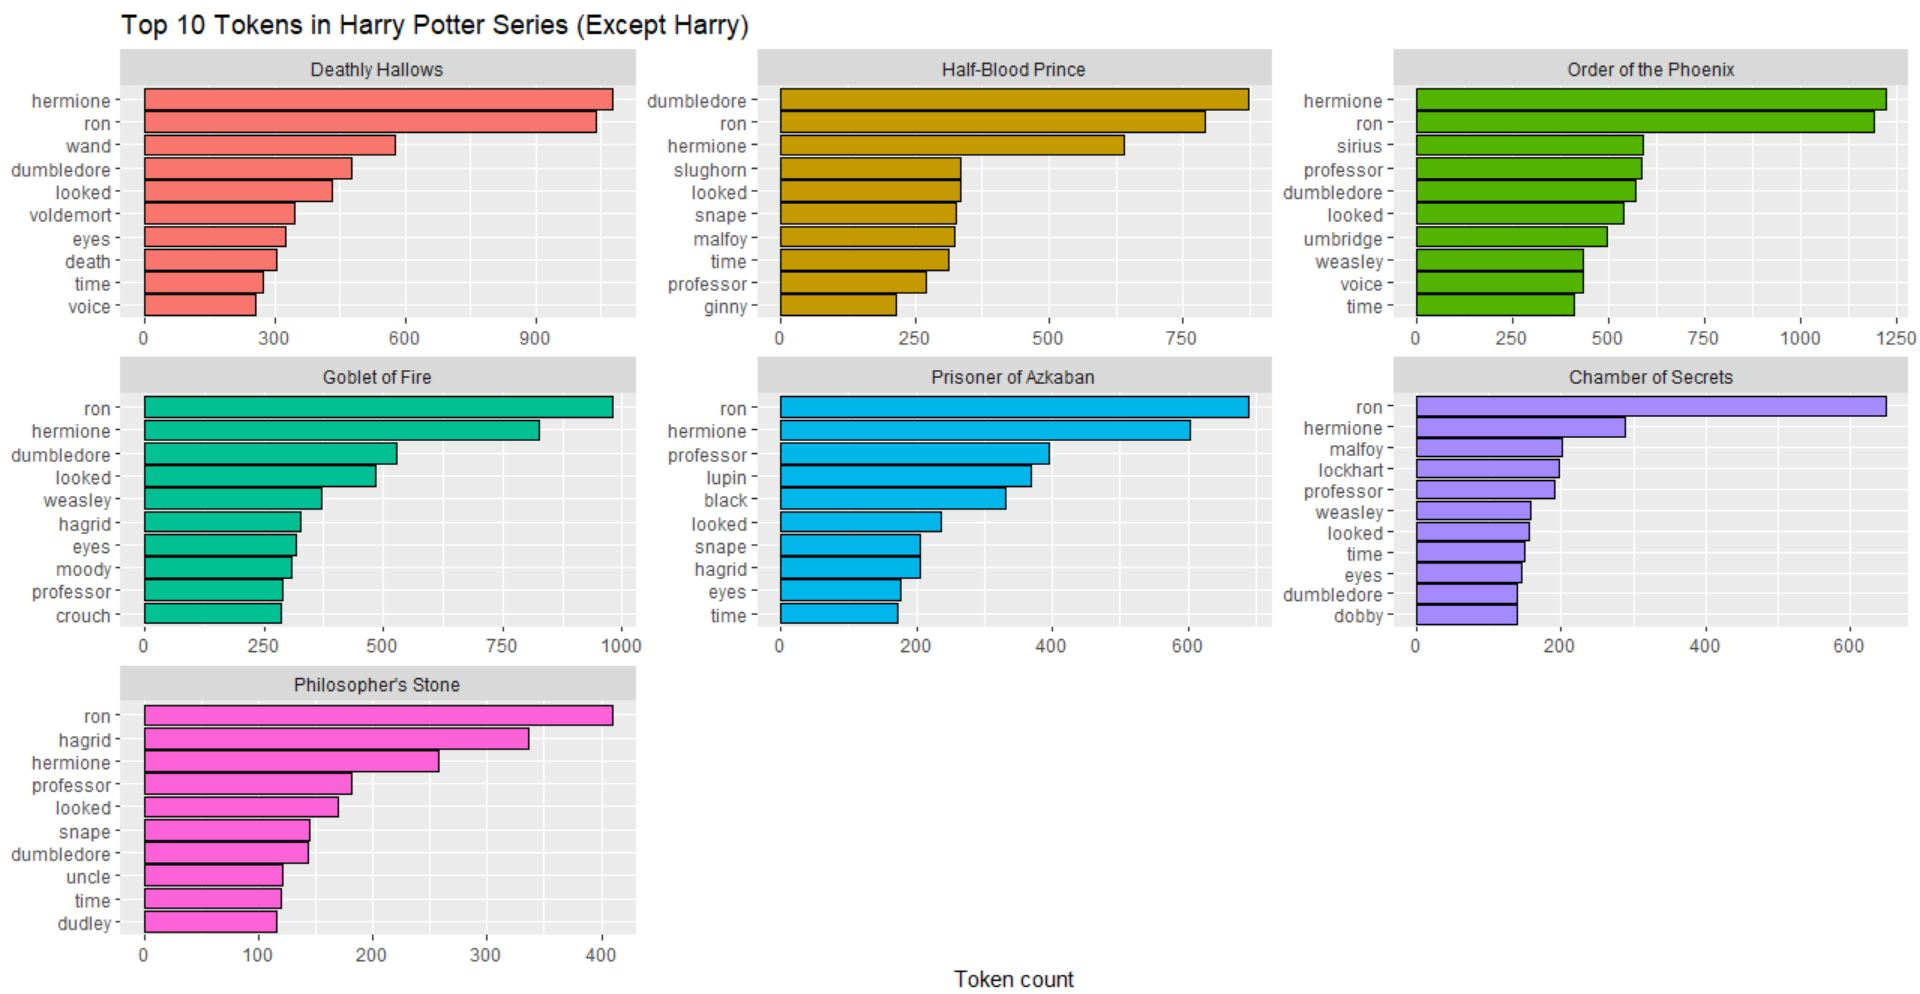 Top 10 Tokens in Harry Potter Series (Except Harry)
Deathly Hallows
hermione
ron
wand
dumbledore
looked
voldemort
eyes
death
time
voice
0 300 600 900
Half-Blood Prince
dumbledore
ron
hermione
slughorn
looked
snape
malfoy
time
professor
ginny
0 250 500 750
Order of the Phoenix
hermione
ron
sirius
professor
dumbledore
looked
umbridge
weasley
voice
time
0 250 500 750 1000 1250
Goblet of Fire
ron
hermione
dumbledore
looked
weasley
hagrid
eyes
moody
professor
crouch
0 250 500 750 1000
Prisoner of Azkaban
ron
hermione
professor
lupin
black
looked
snape
hagrid
eyes
time
0 200 400 600
Chamber of Secrets
ron
hermione
malfoy
lockhart
professor
weasley
looked
time
eyes
dumbledore
dobby
0 200 400 600
Philosopher's Stone
ron
hagrid
hermione
professor
looked
snape
dumbledore
uncle
time
dudley
0 100 200 300 400
Token count